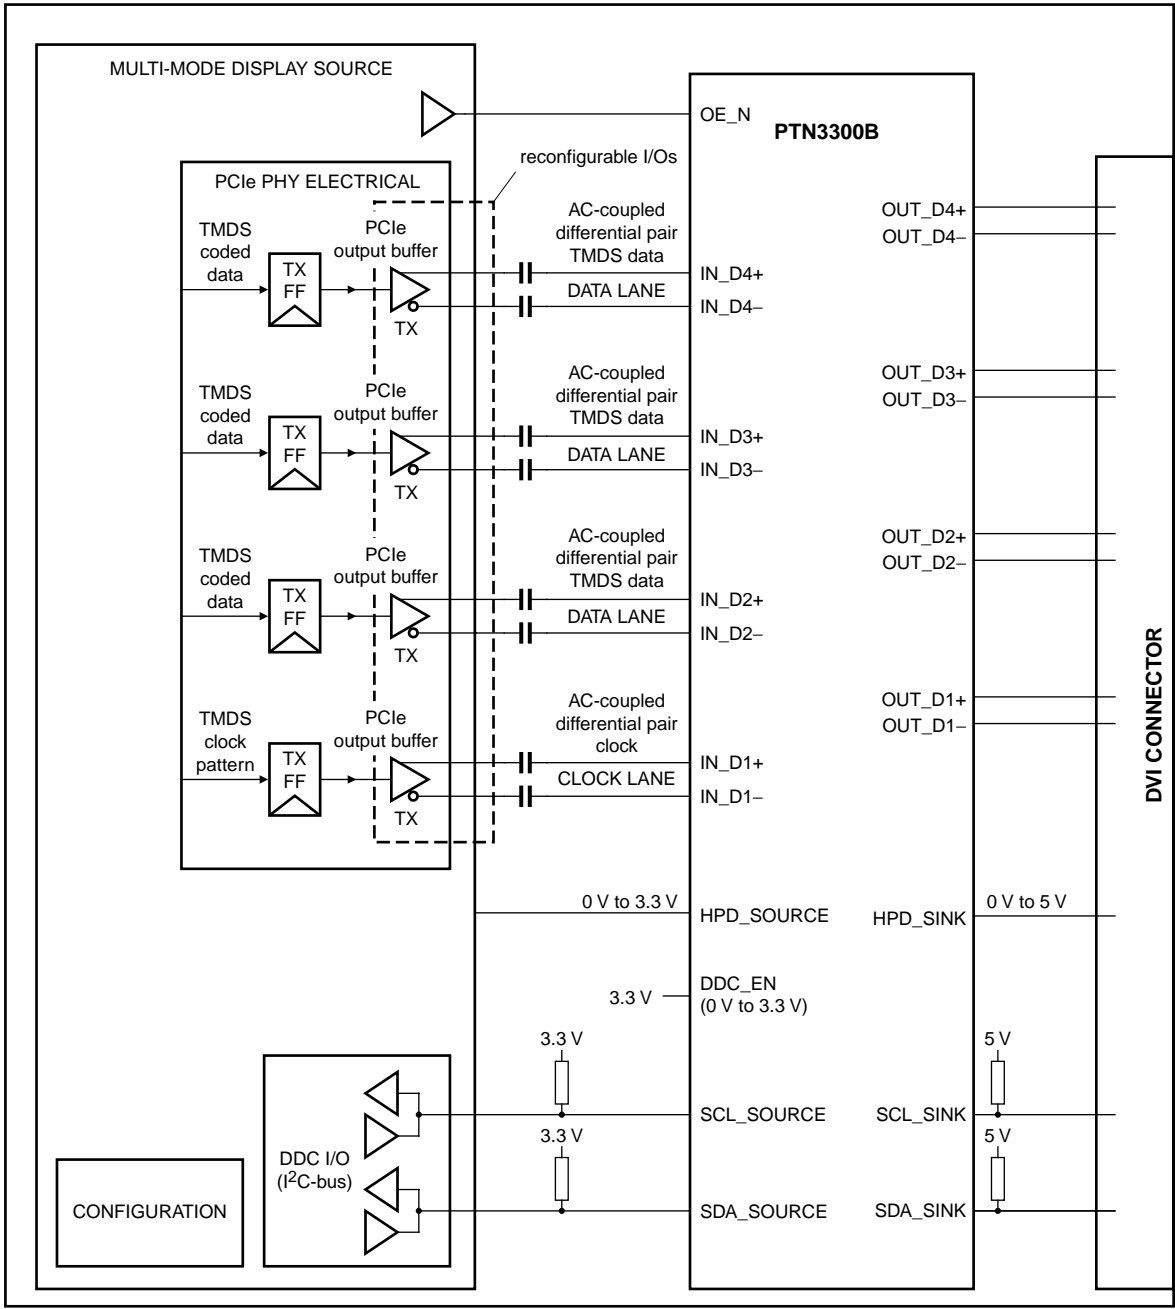 MULTI-MODE DISPLAY SOURCE
OE_N
PTN3300B
reconfigurable I/Os
PCIe PHY ELECTRICAL
TMDS
coded
data
TX
FF
PCIe
output buffer
TX
AC-coupled
differential pair
TMDS data
DATA LANE
IN_D4+
IN_D4−
OUT_D4+
OUT_D4−
TMDS
coded
data
TX
FF
PCIe
output buffer
TX
AC-coupled
differential pair
TMDS data
DATA LANE
IN_D3+
IN_D3−
OUT_D3+
OUT_D3−
TMDS
coded
data
TX
FF
PCIe
output buffer
TX
AC-coupled
differential pair
TMDS data
DATA LANE
IN_D2+
IN_D2−
OUT_D2+
OUT_D2−
TMDS
clock
pattern
TX
FF
PCIe
output buffer
TX
AC-coupled
differential pair
clock
CLOCK LANE
IN_D1+
IN_D1−
OUT_D1+
OUT_D1−
DVI CONNECTOR
0 V to 3.3 V
HPD_SOURCE
HPD_SINK
0 V to 5 V
3.3 V
DDC_EN
(0 V to 3.3 V)
3.3 V
5 V
SCL_SOURCE
SCL_SINK
3.3 V
5 V
DDC I/O
(I²C-bus)
SDA_SOURCE
SDA_SINK
CONFIGURATION